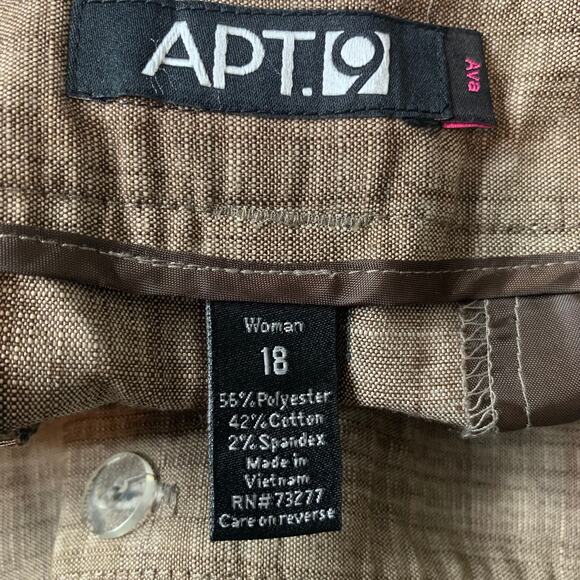 APT.9
Ava
Woman
18
56% Polyester
42% Cotton
2% Spandex
Made in
Vietnam
RN# 73277
Care on reverse